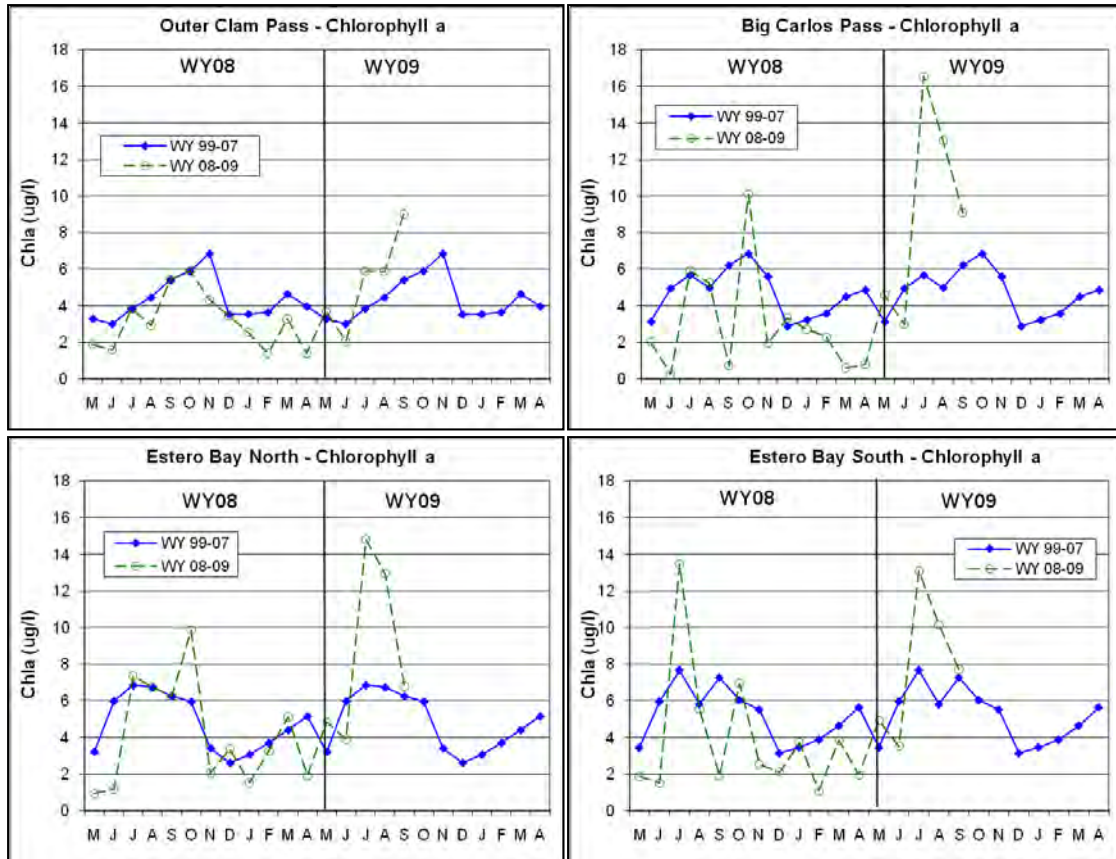 Outer Clam Pass - Chlorophyll a
18
16
14
12
10
8
6
4
2
0
Chla (ug/l)
WY08 WY09
WY 99-07
WY 08-09
M J J A S O N D J F M A M J J A S O N D J F M A
Big Carlos Pass - Chlorophyll a
18
16
14
12
10
8
6
4
2
0
Chla (ug/l)
WY08 WY09
WY 99-07
WY 08-09
M J J A S O N D J F M A M J J A S O N D J F M A
Estero Bay North - Chlorophyll a
18
16
14
12
10
8
6
4
2
0
Chla (ug/l)
WY08 WY09
WY 99-07
WY 08-09
M J J A S O N D J F M A M J J A S O N D J F M A
Estero Bay South - Chlorophyll a
18
16
14
12
10
8
6
4
2
0
Chla (ug/l)
WY08 WY09
WY 99-07
WY 08-09
M J J A S O N D J F M A M J J A S O N D J F M A